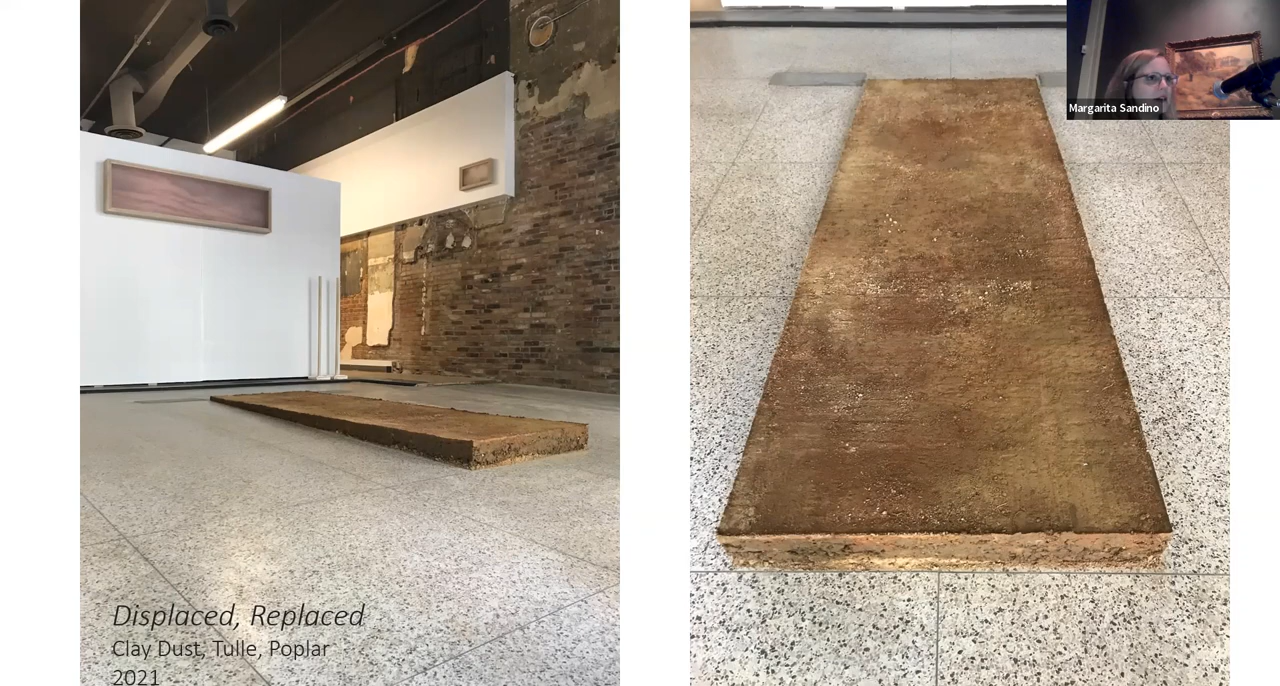 Displaced, Replaced
Clay Dust, Tulle, Poplar
2021
Margarita Sandino